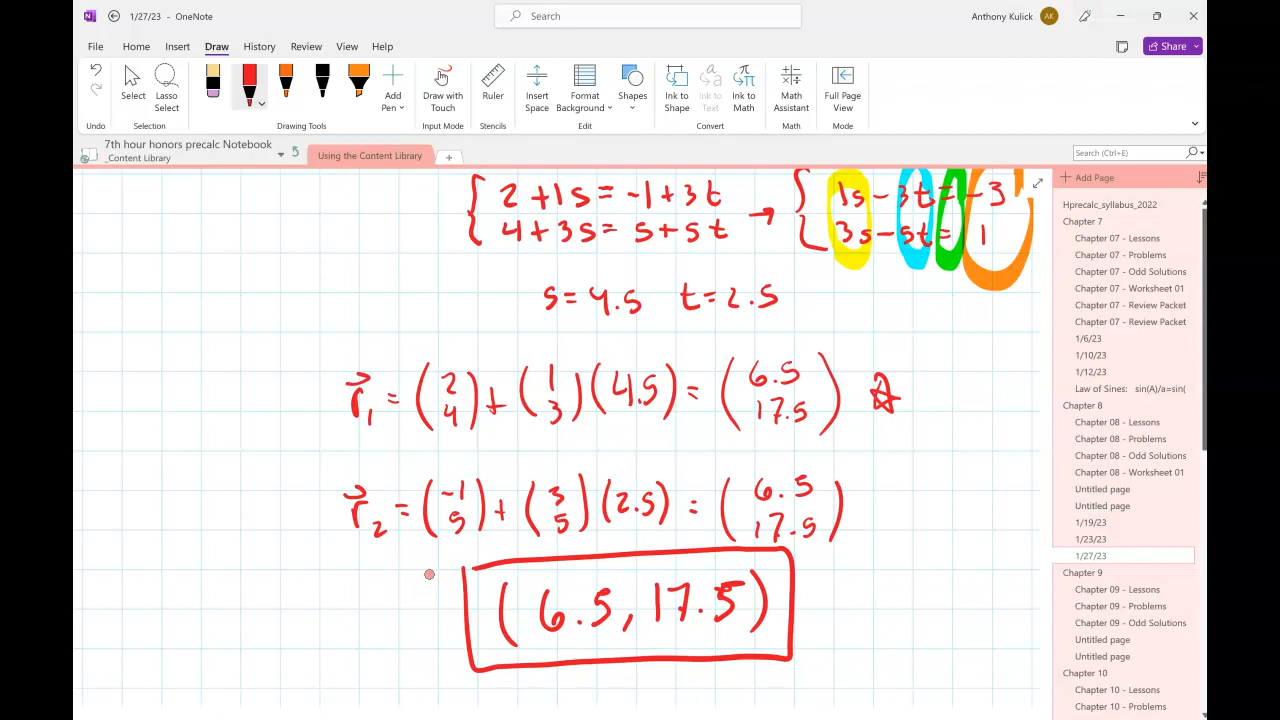 1/27/23 - OneNote
Search
Anthony Kulick
AK
File Home Insert Draw History Review View Help
Share
Undo
Select
Lasso Select
Add Pen
Draw with Touch
Ruler
Insert Space
Format Background
Shapes
Ink to Shape
Ink to Text
Ink to Math
Math Assistant
Full Page View
Undo Selection Drawing Tools Input Mode Stencils Edit Convert Math Mode
7th hour honors precalc Notebook
_Content Library
Using the Content Library
+
Search (Ctrl+E)
{ 2 + 1s = -1 + 3t
4 + 3s = 5 + 5t
→
{ 1s - 3t = -3
3s - 5t = 1
s = 4.5 t = 2.5
r⃗₁ = (2 4) + (1 3)(4.5) = (6.5 17.5) ☆
r⃗₂ = (-1 5) + (3 5)(2.5) = (6.5 17.5)
(6.5, 17.5)
Add Page
Hprecalc_syllabus_2022
Chapter 7
Chapter 07 - Lessons
Chapter 07 - Problems
Chapter 07 - Odd Solutions
Chapter 07 - Worksheet 01
Chapter 07 - Review Packet
Chapter 07 - Review Packet
1/6/23
1/10/23
1/12/23
Law of Sines: sin(A)/a=sin(
Chapter 8
Chapter 08 - Lessons
Chapter 08 - Problems
Chapter 08 - Odd Solutions
Chapter 08 - Worksheet 01
Untitled page
Untitled page
1/19/23
1/23/23
1/27/23
Chapter 9
Chapter 09 - Lessons
Chapter 09 - Problems
Chapter 09 - Odd Solutions
Untitled page
Untitled page
Chapter 10
Chapter 10 - Lessons
Chapter 10 - Problems